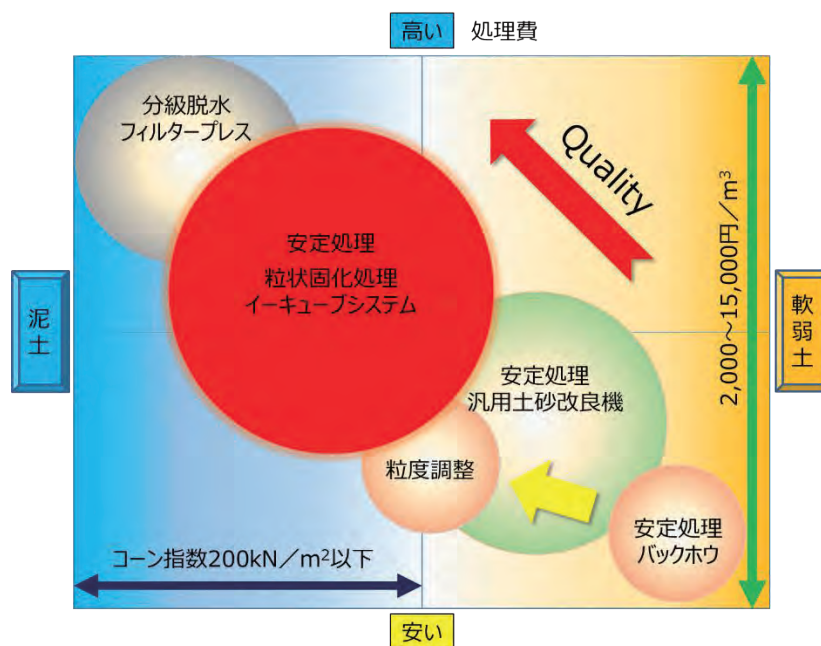 高い 処理費
分級脱水
フィルタープレス
Quality
安定処理
粒状固化処理
イーキューブシステム
泥土
軟弱土
2,000～15,000円／m³
安定処理
汎用土砂改良機
粒度調整
安定処理
バックホウ
コーン指数200kN／m²以下
安い